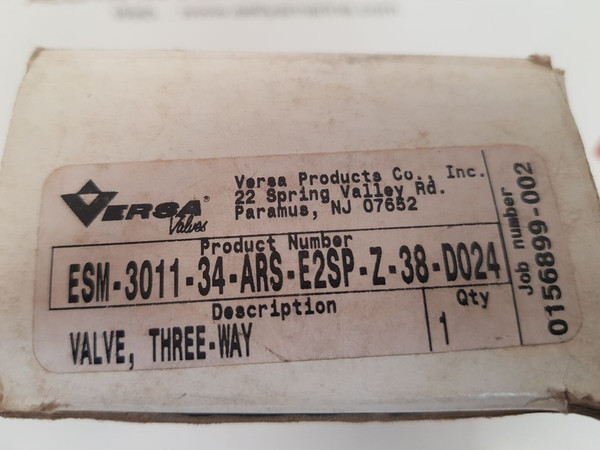 VERSA®
Valves
Versa Products Co., Inc.
22 Spring Valley Rd.
Paramus, NJ 07652
Product Number
ESM-3011-34-ARS-E2SP-Z-38-D024
Description
VALVE, THREE-WAY
Qty
1
Job number
0156899-002